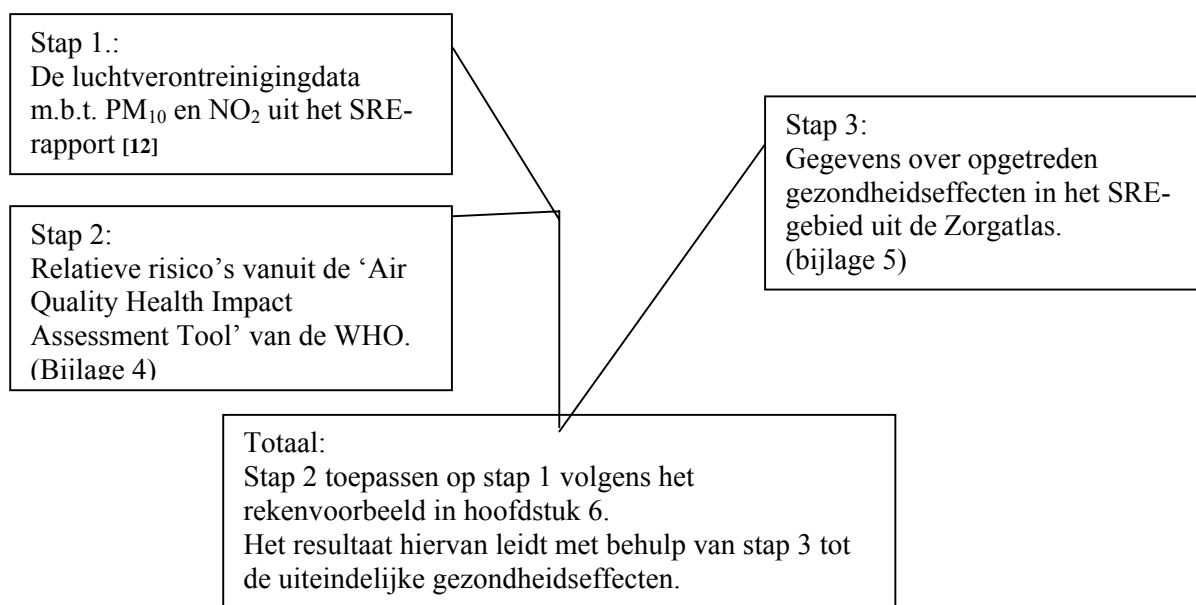 Stap 1.:
De luchtverontreinigingdata
m.b.t. PM₁₀ en NO₂ uit het SRE-
rapport [12]
Stap 2:
Relatieve risico’s vanuit de ‘Air
Quality Health Impact
Assessment Tool’ van de WHO.
(Bijlage 4)
Stap 3:
Gegevens over opgetreden
gezondheidseffecten in het SRE-
gebied uit de Zorgatlas.
(bijlage 5)
Totaal:
Stap 2 toepassen op stap 1 volgens het
rekenvoorbeeld in hoofdstuk 6.
Het resultaat hiervan leidt met behulp van stap 3 tot
de uiteindelijke gezondheidseffecten.